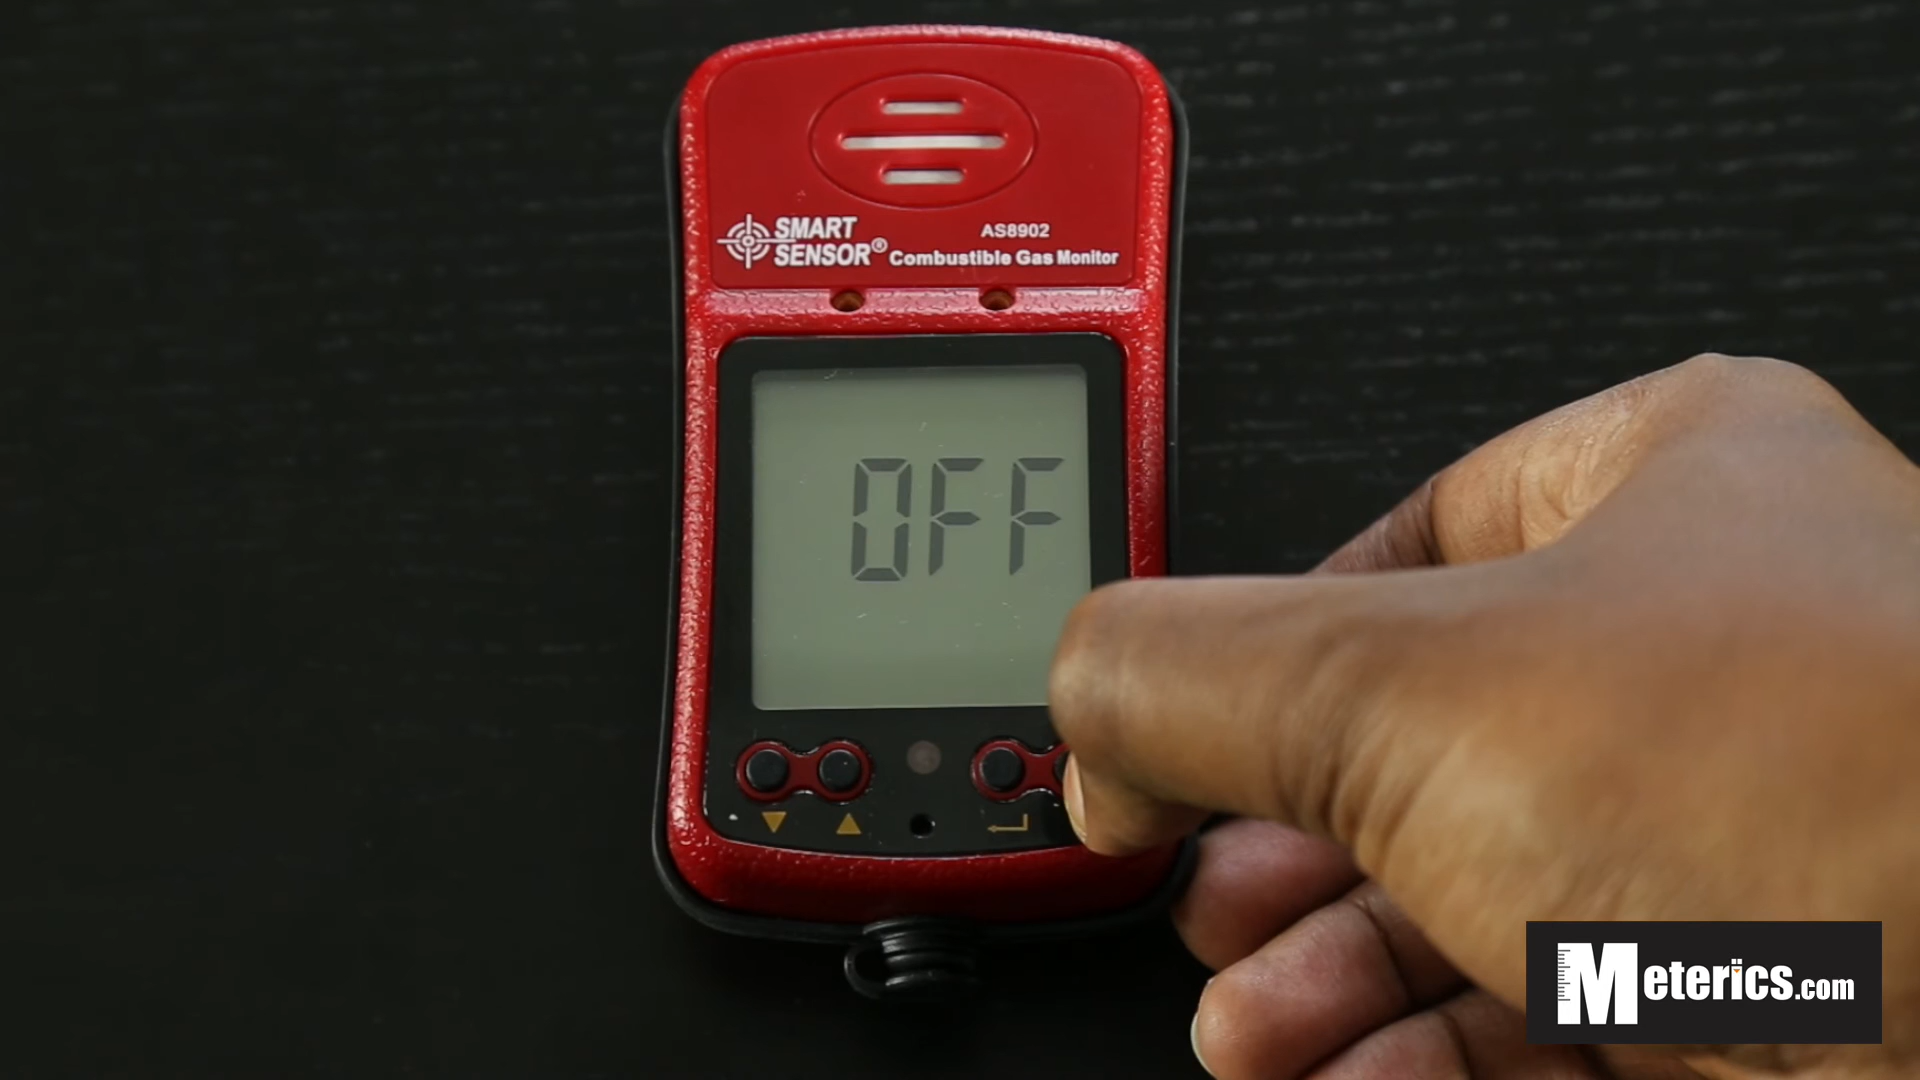 SMART
SENSOR®
AS8902
Combustible Gas Monitor
OFF
Meterics.com